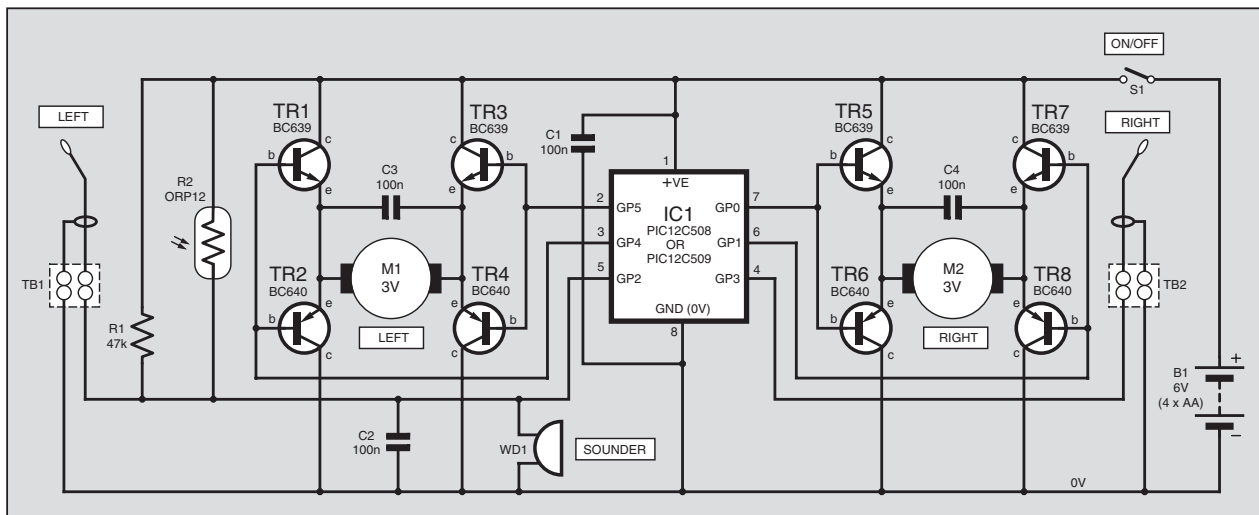 ON/OFF
S1
LEFT
TR1
BC639
TR3
BC639
TR5
BC639
TR7
BC639
RIGHT
C1
100n
c
c
c
c
b
b
b
b
e
e
e
e
R2
ORP12
C3
100n
C4
100n
1
+VE
2
GP5
GP0
7
3
GP4
GP1
6
5
GP2
GP3
4
IC1
PIC12C508
OR
PIC12C509
GND (0V)
8
M1
3V
M2
3V
TR2
BC640
TR4
BC640
TR6
BC640
TR8
BC640
TB1
TB2
e
e
e
e
b
b
b
b
c
c
c
c
LEFT
RIGHT
R1
47k
B1
6V
(4 x AA)
+
–
C2
100n
WD1
SOUNDER
0V